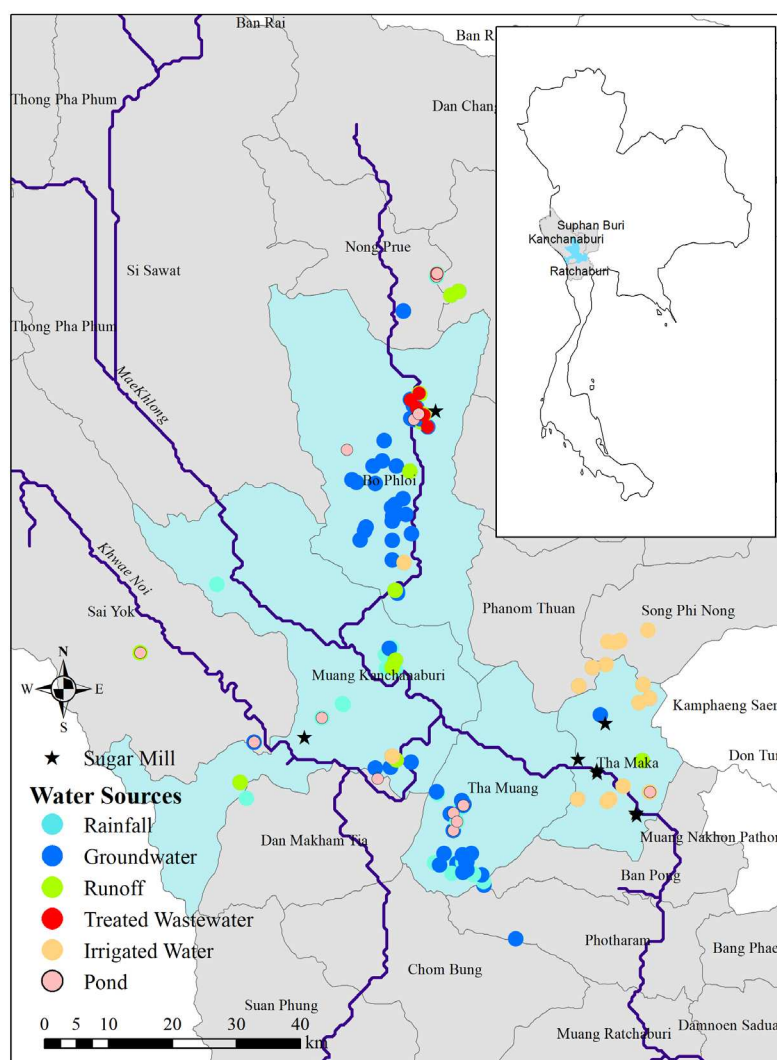 Ban Rai
Ban R
Thong Pha Phum
Dan Chang
Suphan Buri
Kanchanaburi
Ratchaburi
Nong Prue
Si Sawat
Thong Pha Phum
MaeKhlong
Bo Phloi
Khwae Noi
Sai Yok
Phanom Thuan
Song Phi Nong
N
W E
S
Muang Kanchanaburi
Kamphaeng Saen
Sugar Mill
Don Tum
Tha Maka
Tha Muang
Water Sources
Rainfall
Groundwater
Dan Makham Tia
Muang Nakhon Pathom
Runoff
Ban Pong
Treated Wastewater
Irrigated Water
Photharam
Bang Phae
Chom Bung
Pond
Suan Phung
Damnoen Sadua
Muang Ratchaburi
0 5 10 20 30 40
km